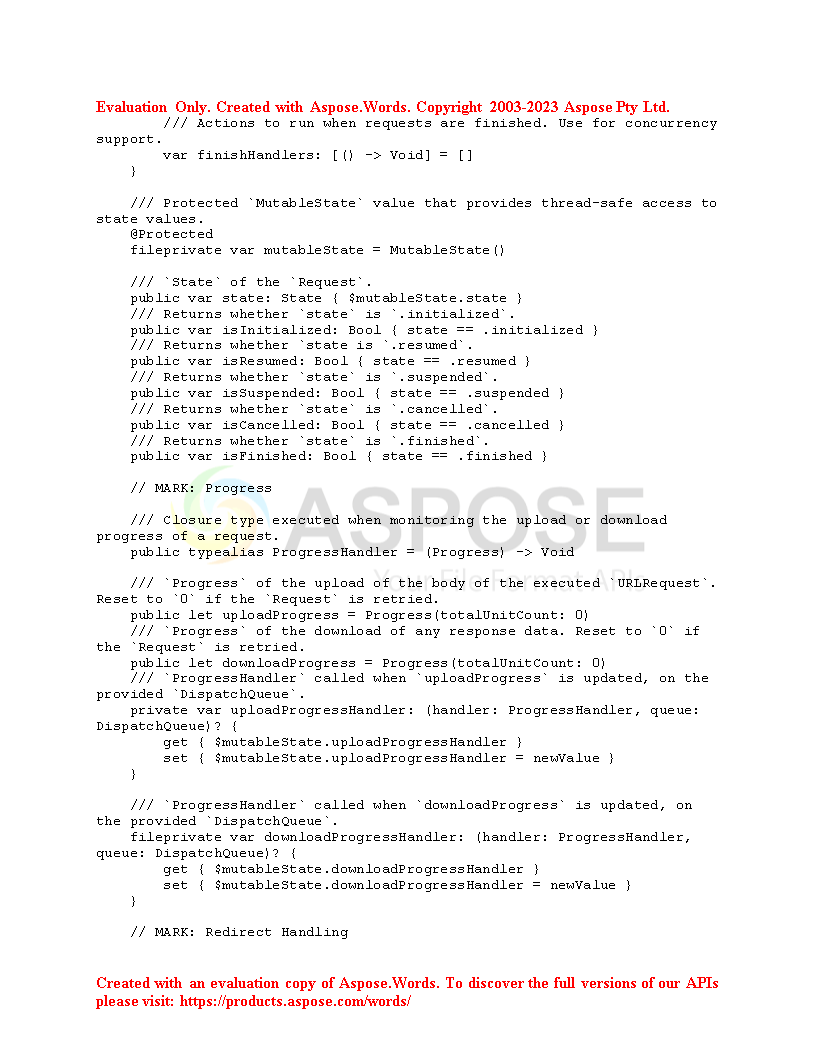 Evaluation Only. Created with Aspose.Words. Copyright 2003-2023 Aspose Pty Ltd.
/// Actions to run when requests are finished. Use for concurrency
support.
var finishHandlers: [() -> Void] = []
}
/// Protected `MutableState` value that provides thread-safe access to
state values.
@Protected
fileprivate var mutableState = MutableState()
/// `State` of the `Request`.
public var state: State { $mutableState.state }
/// Returns whether `state` is `.initialized`.
public var isInitialized: Bool { state == .initialized }
/// Returns whether `state is `.resumed`.
public var isResumed: Bool { state == .resumed }
/// Returns whether `state` is `.suspended`.
public var isSuspended: Bool { state == .suspended }
/// Returns whether `state` is `.cancelled`.
public var isCancelled: Bool { state == .cancelled }
/// Returns whether `state` is `.finished`.
public var isFinished: Bool { state == .finished }
// MARK: Progress
ASPOSE
/// Closure type executed when monitoring the upload or download
progress of a request.
public typealias ProgressHandler = (Progress) -> Void
Your File Format APIs
/// `Progress` of the upload of the body of the executed `URLRequest`.
Reset to `0` if the `Request` is retried.
public let uploadProgress = Progress(totalUnitCount: 0)
/// `Progress` of the download of any response data. Reset to `0` if
the `Request` is retried.
public let downloadProgress = Progress(totalUnitCount: 0)
/// `ProgressHandler` called when `uploadProgress` is updated, on the
provided `DispatchQueue`.
private var uploadProgressHandler: (handler: ProgressHandler, queue:
DispatchQueue)? {
get { $mutableState.uploadProgressHandler }
set { $mutableState.uploadProgressHandler = newValue }
}
/// `ProgressHandler` called when `downloadProgress` is updated, on
the provided `DispatchQueue`.
fileprivate var downloadProgressHandler: (handler: ProgressHandler,
queue: DispatchQueue)? {
get { $mutableState.downloadProgressHandler }
set { $mutableState.downloadProgressHandler = newValue }
}
// MARK: Redirect Handling
Created with an evaluation copy of Aspose.Words. To discover the full versions of our APIs
please visit: https://products.aspose.com/words/